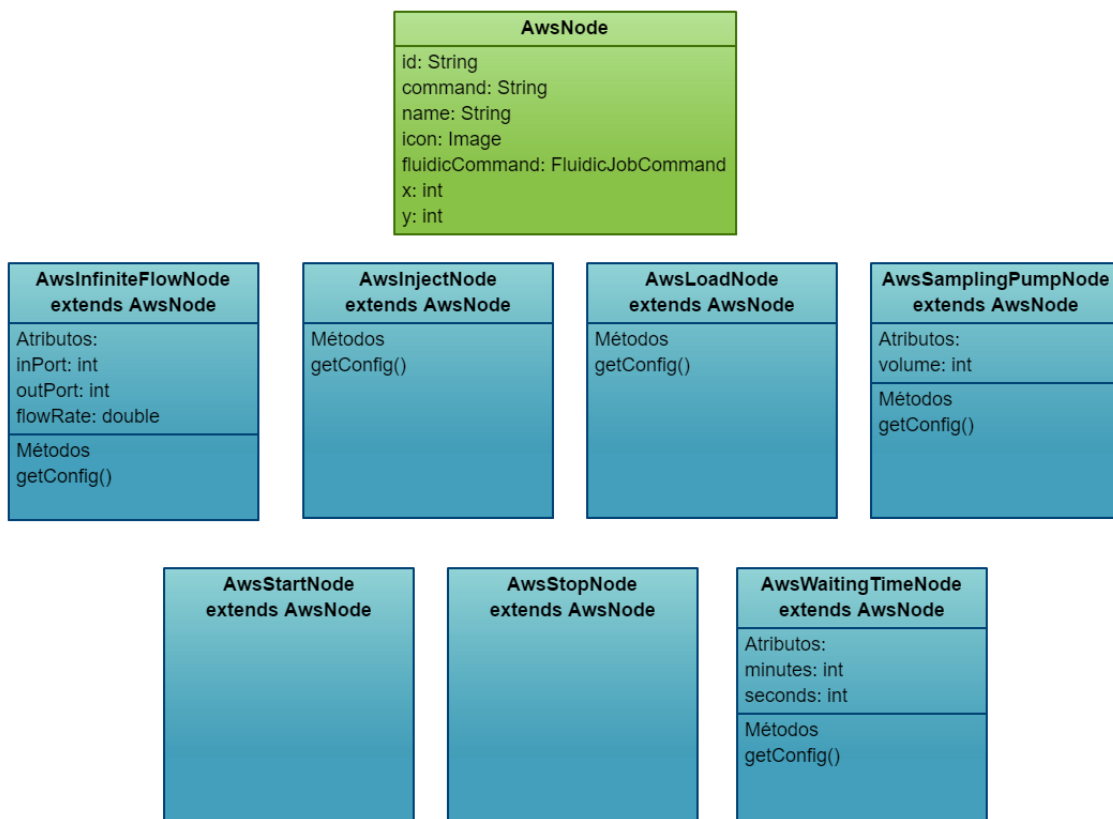 AwsNode
id: String
command: String
name: String
icon: Image
fluidicCommand: FluidicJobCommand
x: int
y: int
AwsInfiniteFlowNode
extends AwsNode
Atributos:
inPort: int
outPort: int
flowRate: double
Métodos
getConfig()
AwsInjectNode
extends AwsNode
Métodos
getConfig()
AwsLoadNode
extends AwsNode
Métodos
getConfig()
AwsSamplingPumpNode
extends AwsNode
Atributos:
volume: int
Métodos
getConfig()
AwsStartNode
extends AwsNode
AwsStopNode
extends AwsNode
AwsWaitingTimeNode
extends AwsNode
Atributos:
minutes: int
seconds: int
Métodos
getConfig()